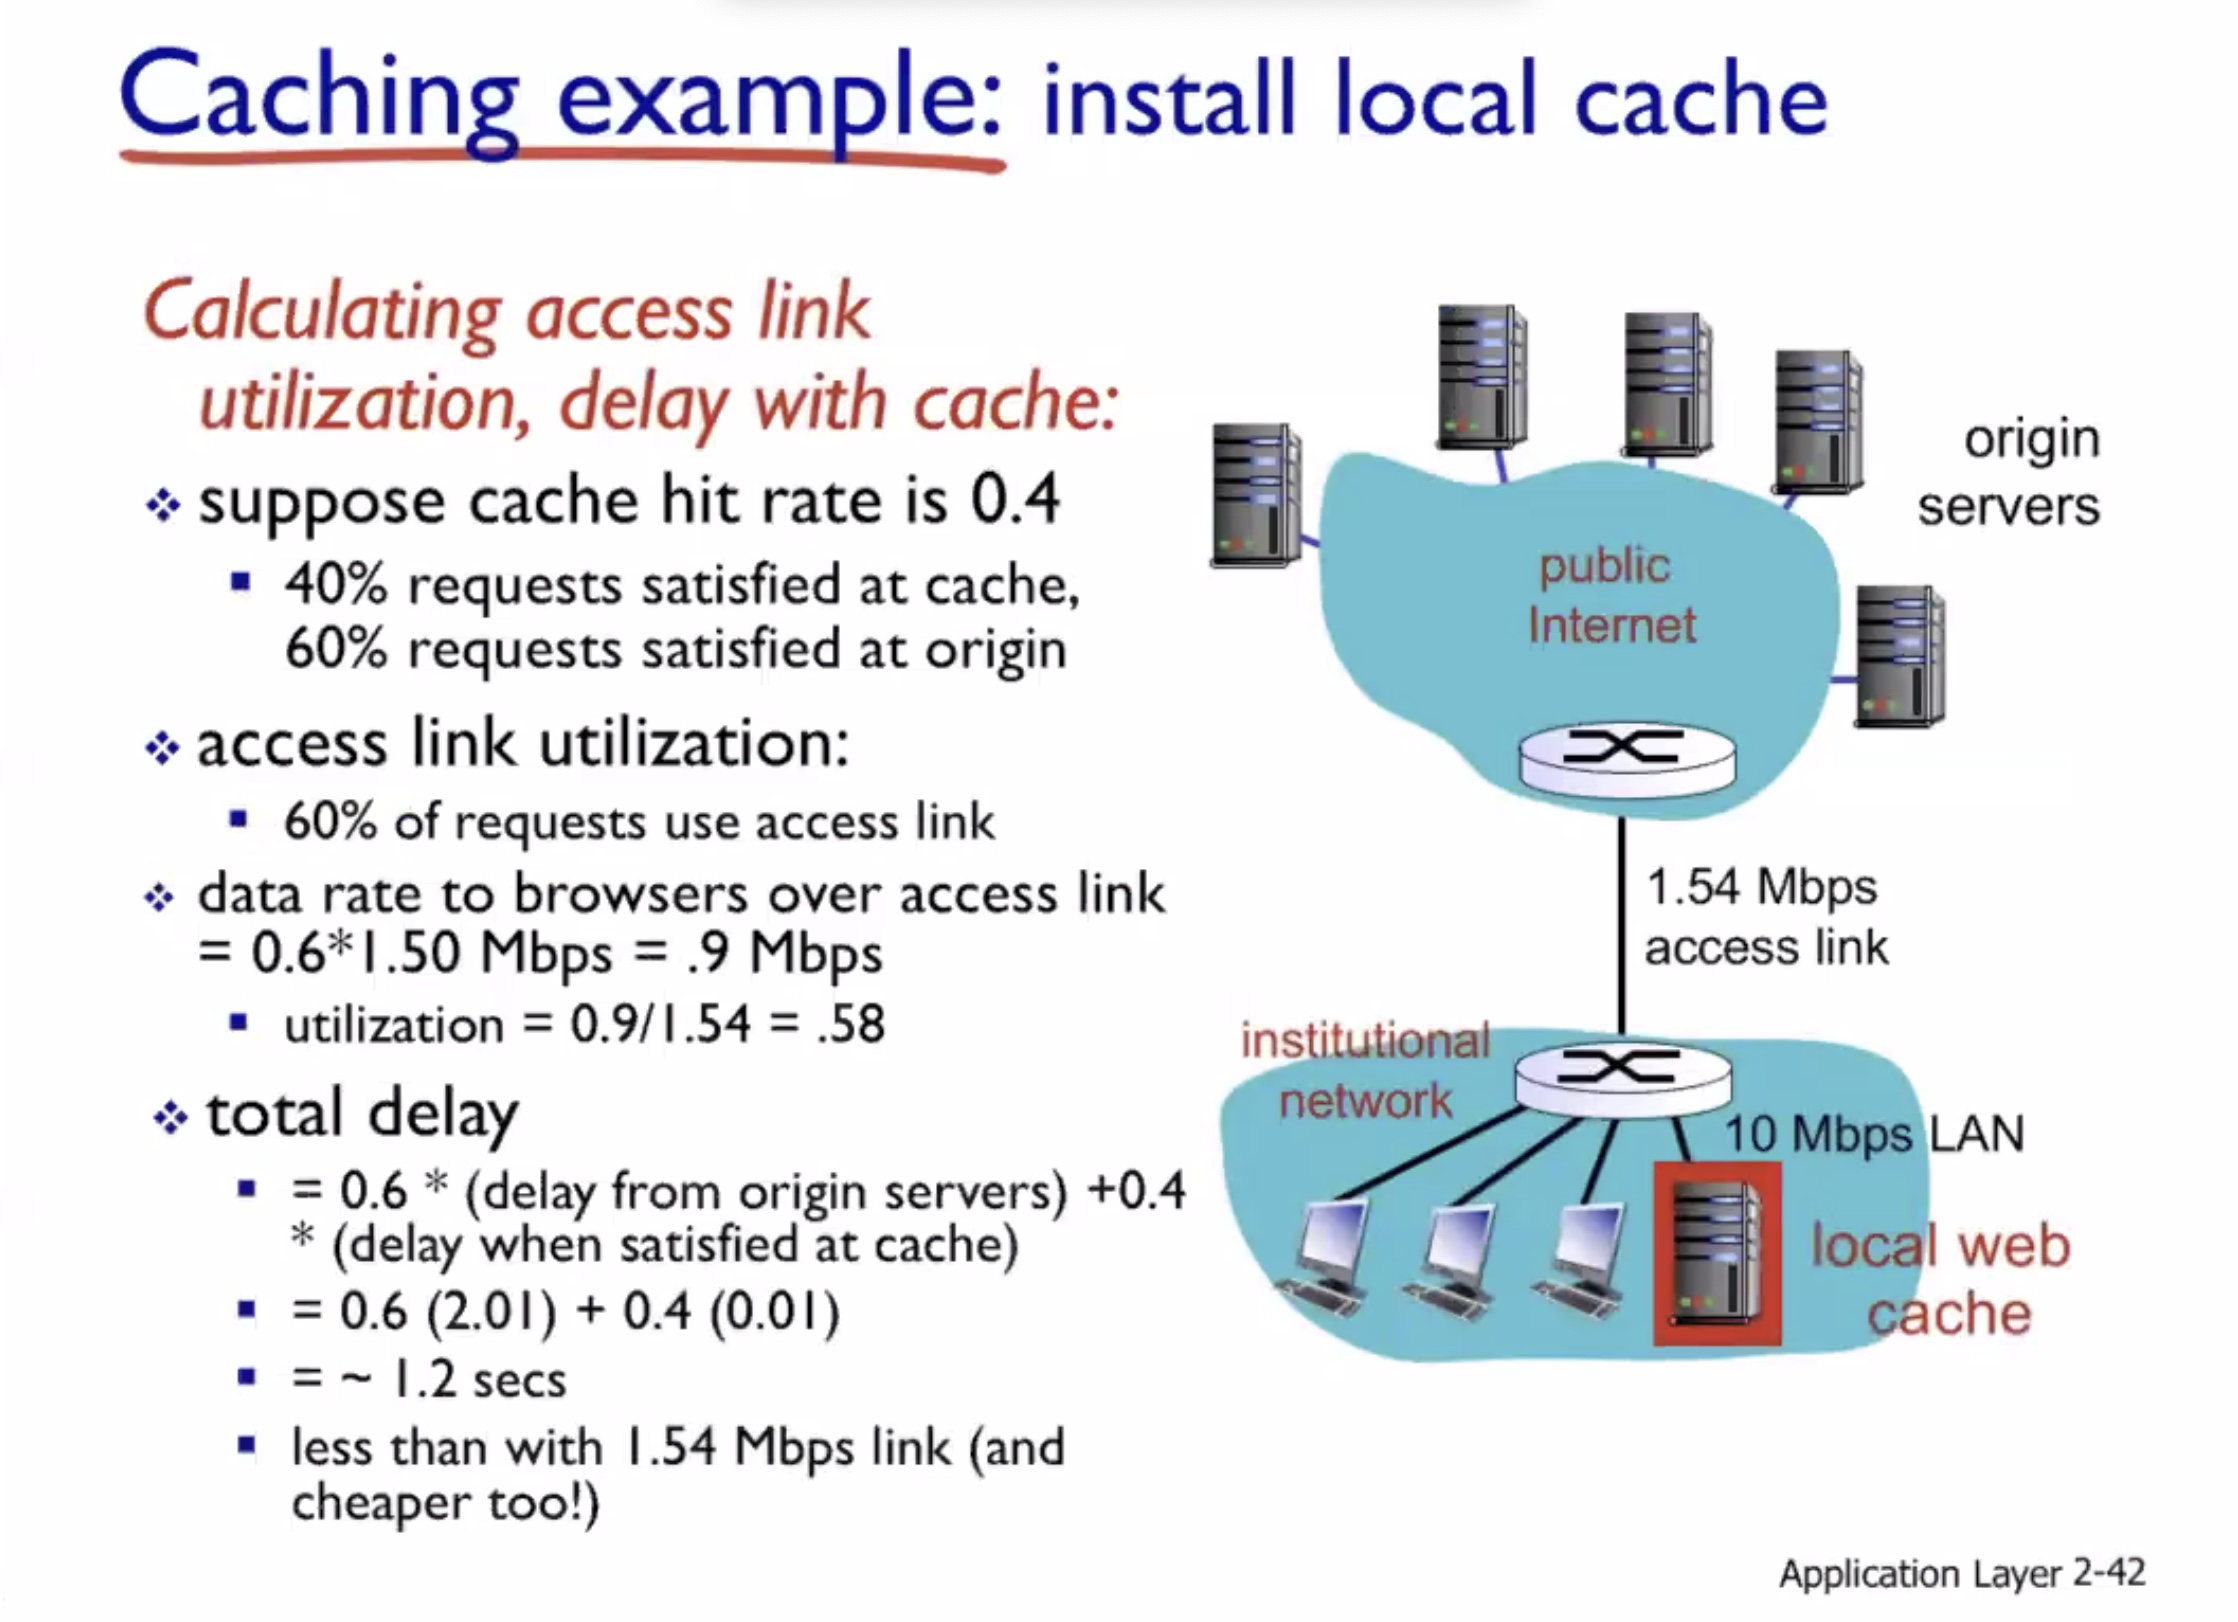 Caching example: install local cache
Calculating access link
utilization, delay with cache:
❖ suppose cache hit rate is 0.4
▪ 40% requests satisfied at cache,
60% requests satisfied at origin
❖ access link utilization:
▪ 60% of requests use access link
❖ data rate to browsers over access link
= 0.6*1.50 Mbps = .9 Mbps
▪ utilization = 0.9/1.54 = .58
❖ total delay
▪ = 0.6 * (delay from origin servers) +0.4
* (delay when satisfied at cache)
▪ = 0.6 (2.01) + 0.4 (0.01)
▪ = ~ 1.2 secs
▪ less than with 1.54 Mbps link (and
cheaper too!)
origin
servers
public
Internet
1.54 Mbps
access link
institutional
network
10 Mbps LAN
local web
cache
Application Layer 2-42